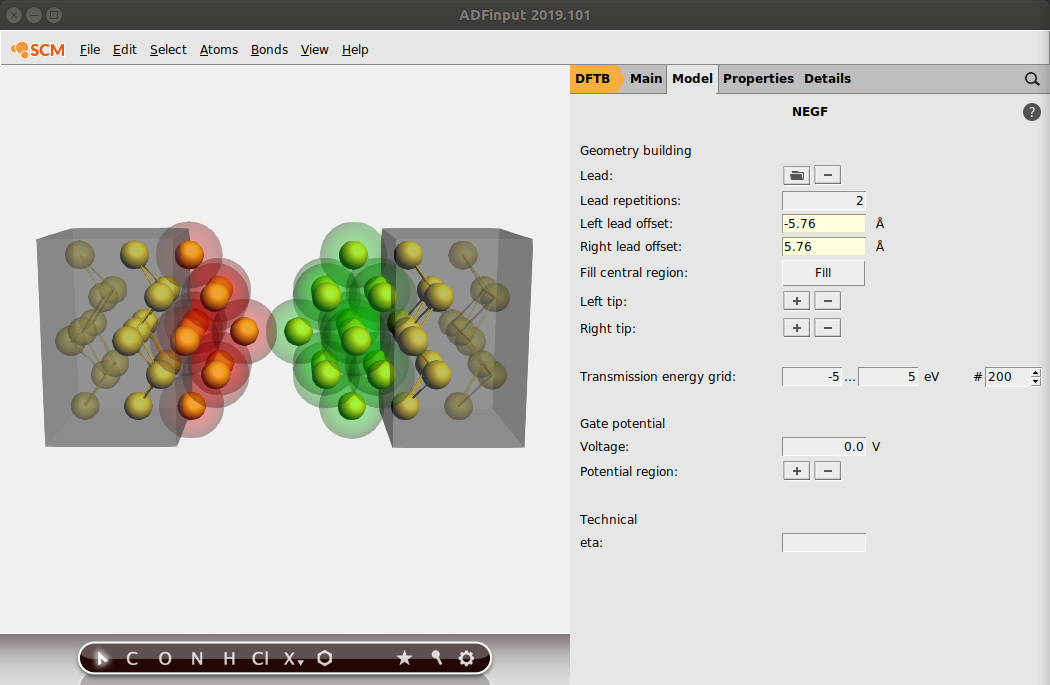 ADFinput 2019.101
SCM File Edit Select Atoms Bonds View Help
DFTB Main Model Properties Details
NEGF ?
Geometry building
Lead:
Lead repetitions: 2
Left lead offset: -5.76 Å
Right lead offset: 5.76 Å
Fill central region: Fill
Left tip: + −
Right tip: + −
Transmission energy grid: -5 ... 5 eV # 200
Gate potential
Voltage: 0.0 V
Potential region: + −
Technical
eta:
C O N H Cl X